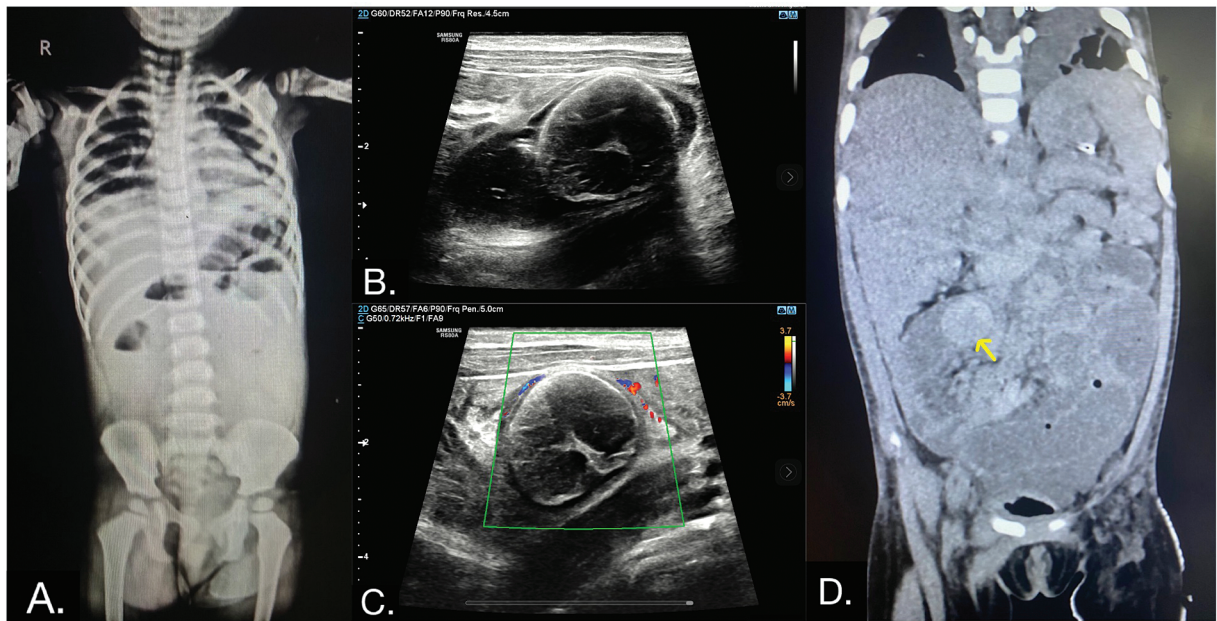 R
A.
2D G60/DR52/FA12/P90/Frq Res./4.5cm
SAMSUNG
RS80A
2
B.
2D G65/DR57/FA6/P90/Frq Pen./5.0cm
C G50/0.72kHz/F1/FA9
SAMSUNG
RS80A
3.7
-3.7
cm/s
2
4
C.
D.